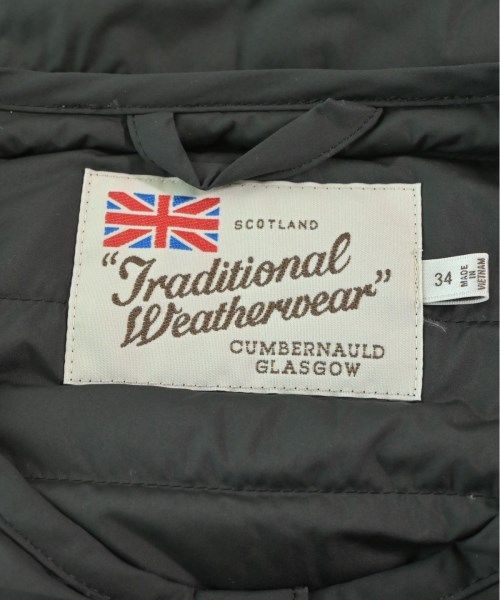 SCOTLAND
"Traditional
Weatherwear"
CUMBERNAULD
GLASGOW
34
MADE
IN
VIETNAM